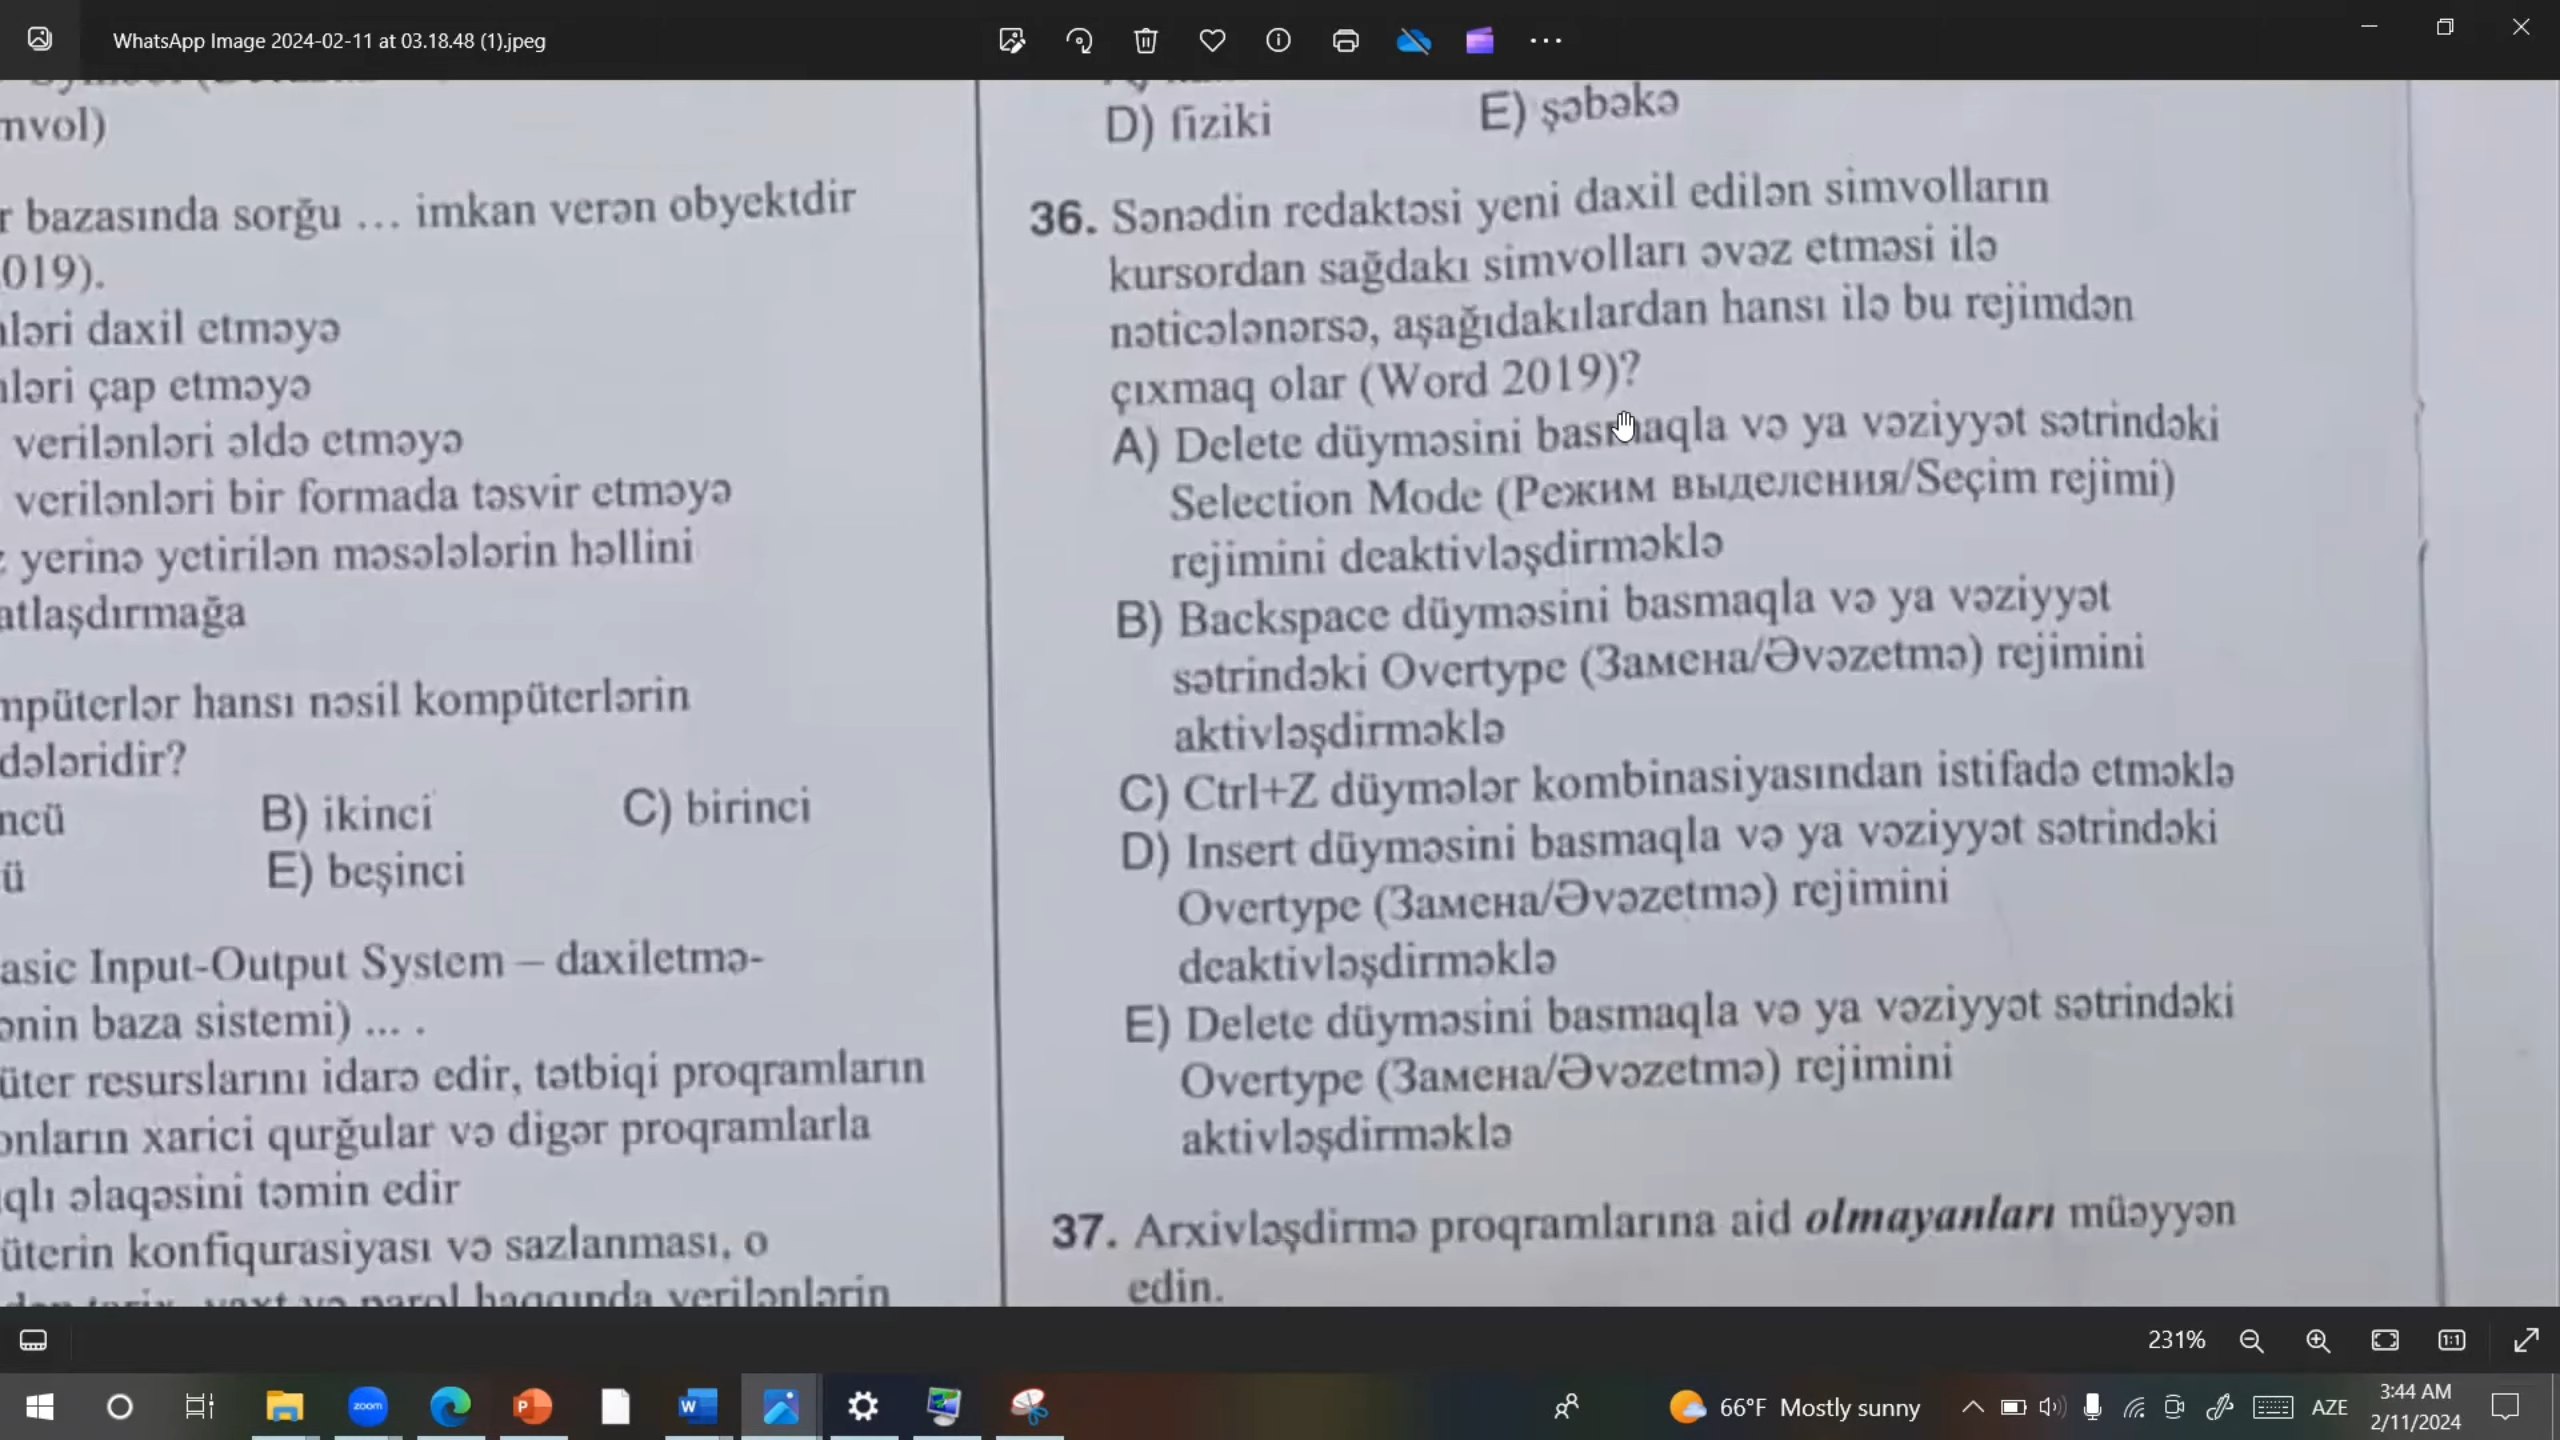 WhatsApp Image 2024-02-11 at 03.18.48 (1).jpeg
mvol)
r bazasında sorğu ... imkan verən obyektdir
019).
ləri daxil etməyə
ləri çap etməyə
verilənləri əldə etməyə
verilənləri bir formada təsvir etməyə
yerinə yetirilən məsələlərin həllini
atlaşdırmağa
mpüterlər hansı nəsil kompüterlərin
dələridir?
ncü B) ikinci C) birinci
ü E) beşinci
asic Input-Output System – daxiletmə-
ənin baza sistemi) ... .
üter resurslarını idarə edir, tətbiqi proqramların
onların xarici qurğular və digər proqramlarla
qlı əlaqəsini təmin edir
üterin konfiqurasiyası və sazlanması, o
tarix, vaxt və parol haqqında verilənlərin
D) fiziki E) şəbəkə
36. Sənədin redaktəsi yeni daxil edilən simvolların
kursordan sağdakı simvolları əvəz etməsi ilə
nəticələnərsə, aşağıdakılardan hansı ilə bu rejimdən
çıxmaq olar (Word 2019)?
A) Delete düyməsini basmaqla və ya vəziyyət sətrindəki
Selection Mode (Режим выделения/Seçim rejimi)
rejimini deaktivləşdirməklə
B) Backspace düyməsini basmaqla və ya vəziyyət
sətrindəki Overtype (Замена/Əvəzetmə) rejimini
aktivləşdirməklə
C) Ctrl+Z düymələr kombinasiyasından istifadə etməklə
D) Insert düyməsini basmaqla və ya vəziyyət sətrindəki
Overtype (Замена/Əvəzetmə) rejimini
deaktivləşdirməklə
E) Delete düyməsini basmaqla və ya vəziyyət sətrindəki
Overtype (Замена/Əvəzetmə) rejimini
aktivləşdirməklə
37. Arxivləşdirmə proqramlarına aid olmayanları müəyyən
edin.
231%
1:1
zoom
66°F Mostly sunny
AZE
3:44 AM
2/11/2024